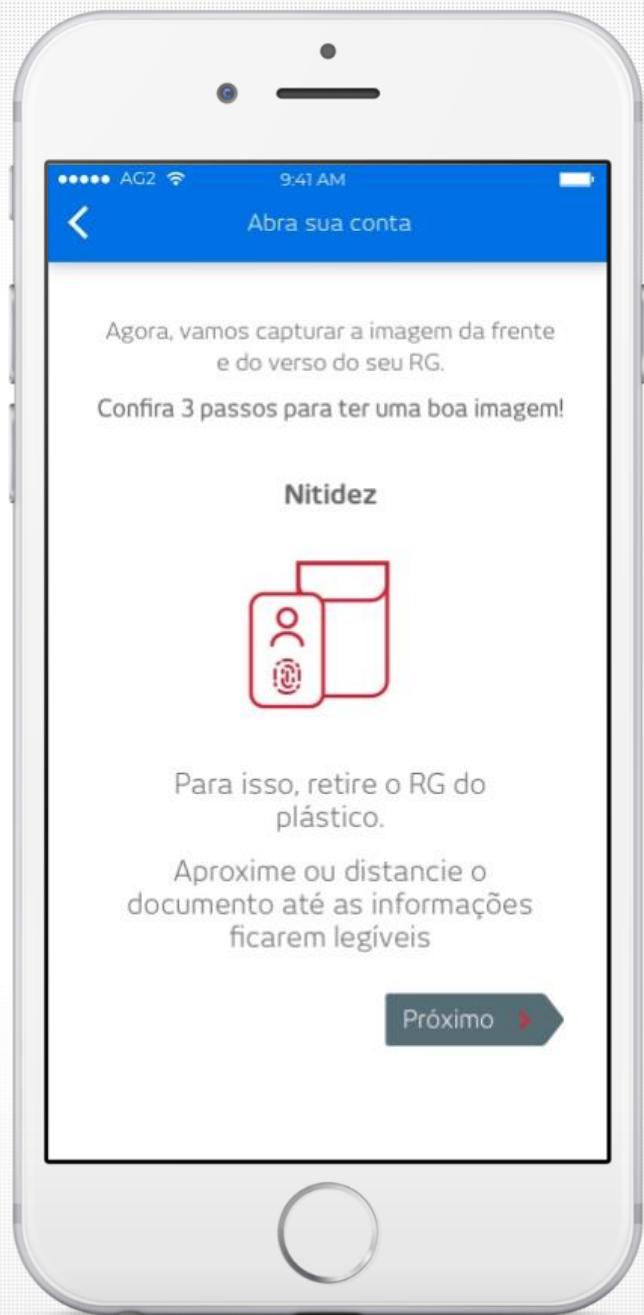 AG2
9:41 AM
Abra sua conta
Agora, vamos capturar a imagem da frente
e do verso do seu RG.
Confira 3 passos para ter uma boa imagem!
Nitidez
Para isso, retire o RG do
plástico.
Aproxime ou distancie o
documento até as informações
ficarem legíveis
Próximo